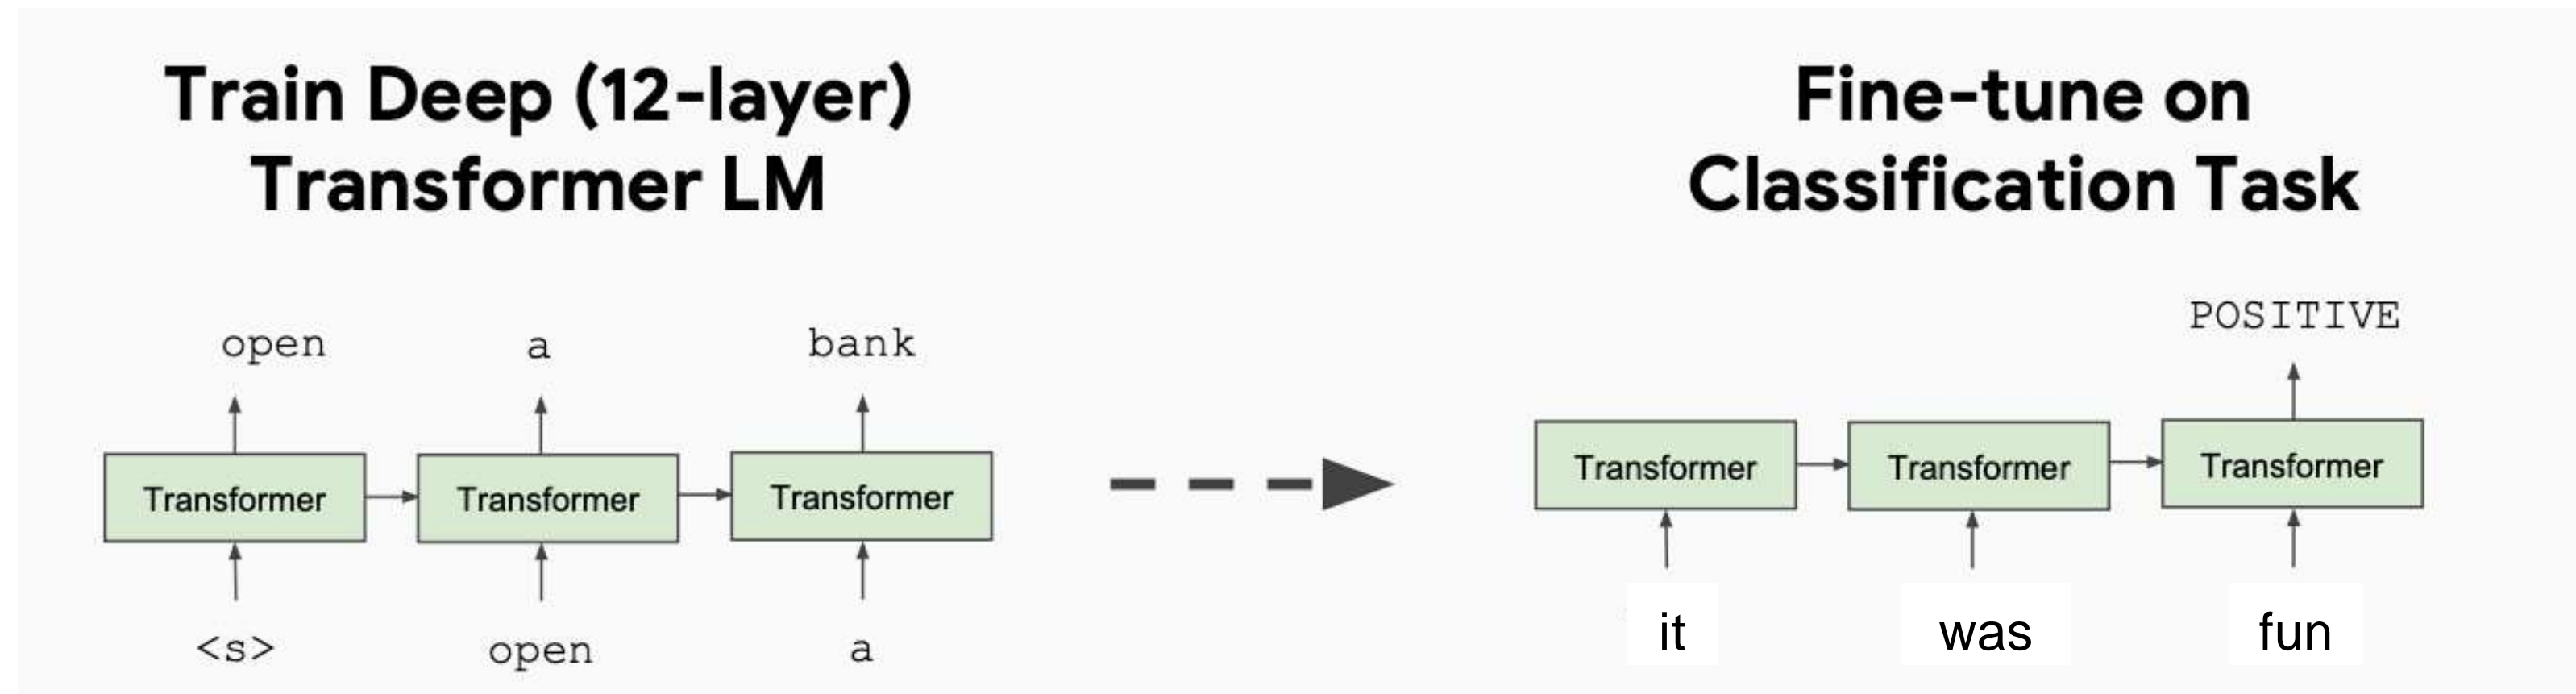 Train Deep (12-layer)
Transformer LM
open a bank
Transformer Transformer Transformer
<s> open a
Fine-tune on
Classification Task
POSITIVE
Transformer Transformer Transformer
it was fun